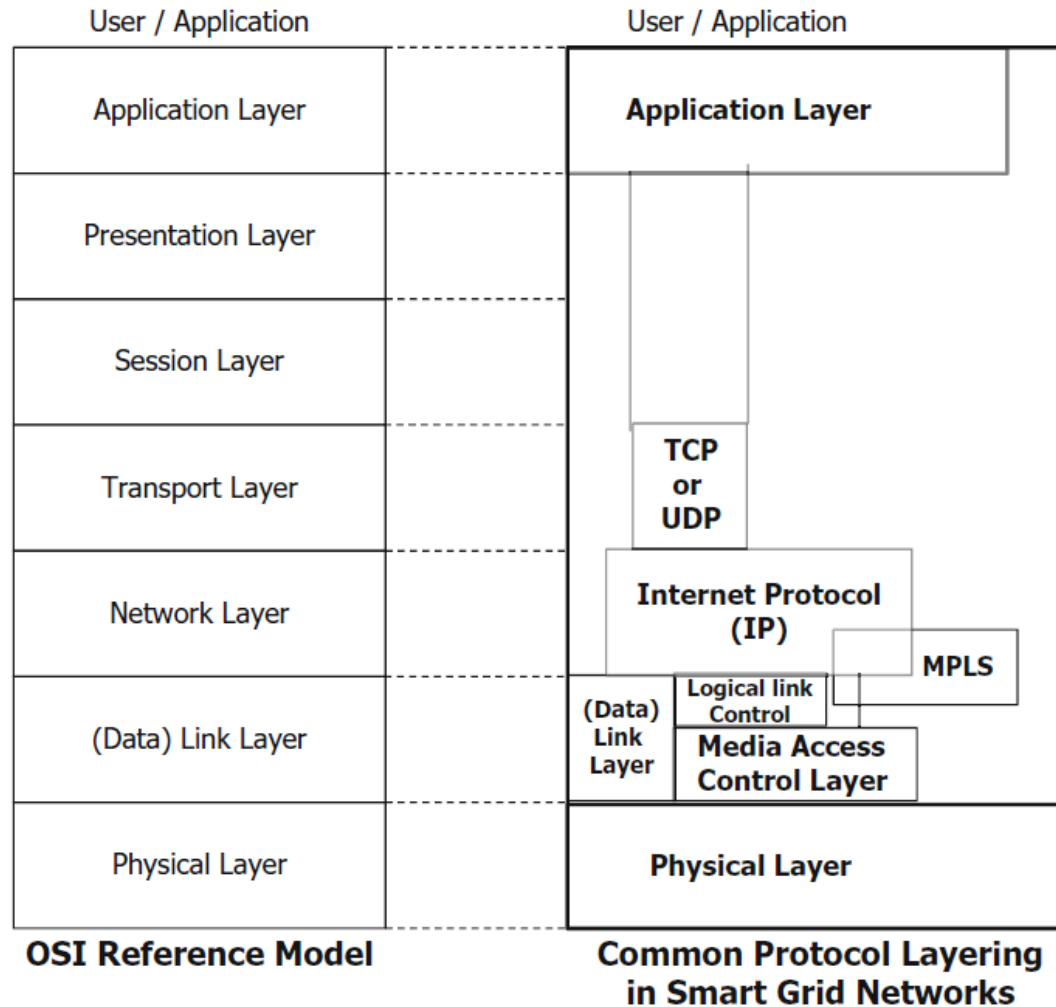 User / Application
Application Layer
Presentation Layer
Session Layer
Transport Layer
Network Layer
(Data) Link Layer
Physical Layer
OSI Reference Model
User / Application
Application Layer
TCP
or
UDP
Internet Protocol
(IP)
MPLS
(Data)
Link
Layer
Logical link
Control
Media Access
Control Layer
Physical Layer
Common Protocol Layering
in Smart Grid Networks